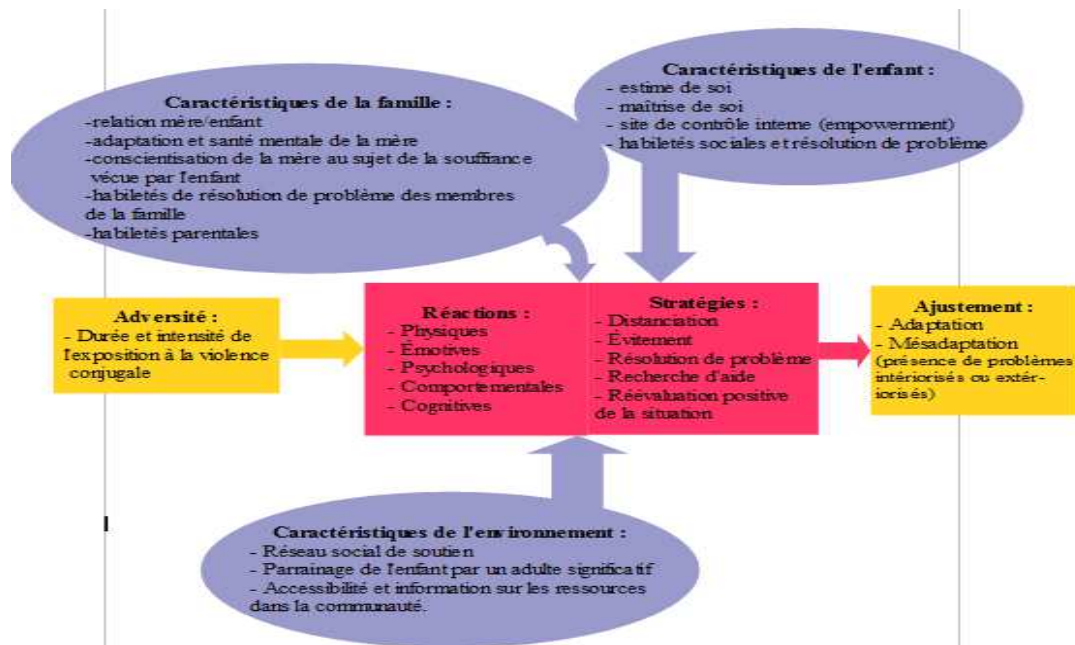 Caractéristiques de la famille :
-relation mère/enfant
-adaptation et santé mentale de la mère
-conscientisation de la mère au sujet de la souffrance
vécue par l'enfant
-habiletés de résolution de problème des membres
de la famille
-habiletés parentales
Caractéristiques de l'enfant :
- estime de soi
- maîtrise de soi
- site de contrôle interne (empowerment)
- habiletés sociales et résolution de problème
Adversité :
- Durée et intensité de
l'exposition à la violence
conjugale
Réactions :
- Physiques
- Émotives
- Psychologiques
- Comportementales
- Cognitives
Stratégies :
- Distanciation
- Évitement
- Résolution de problème
- Recherche d'aide
- Réévaluation positive
de la situation
Ajustement :
- Adaptation
- Mésadaptation
(présence de problèmes
intériorisés ou extér-
iorisés)
Caractéristiques de l'environnement :
- Réseau social de soutien
- Parrainage de l'enfant par un adulte significatif
- Accessibilité et information sur les ressources
dans la communauté.